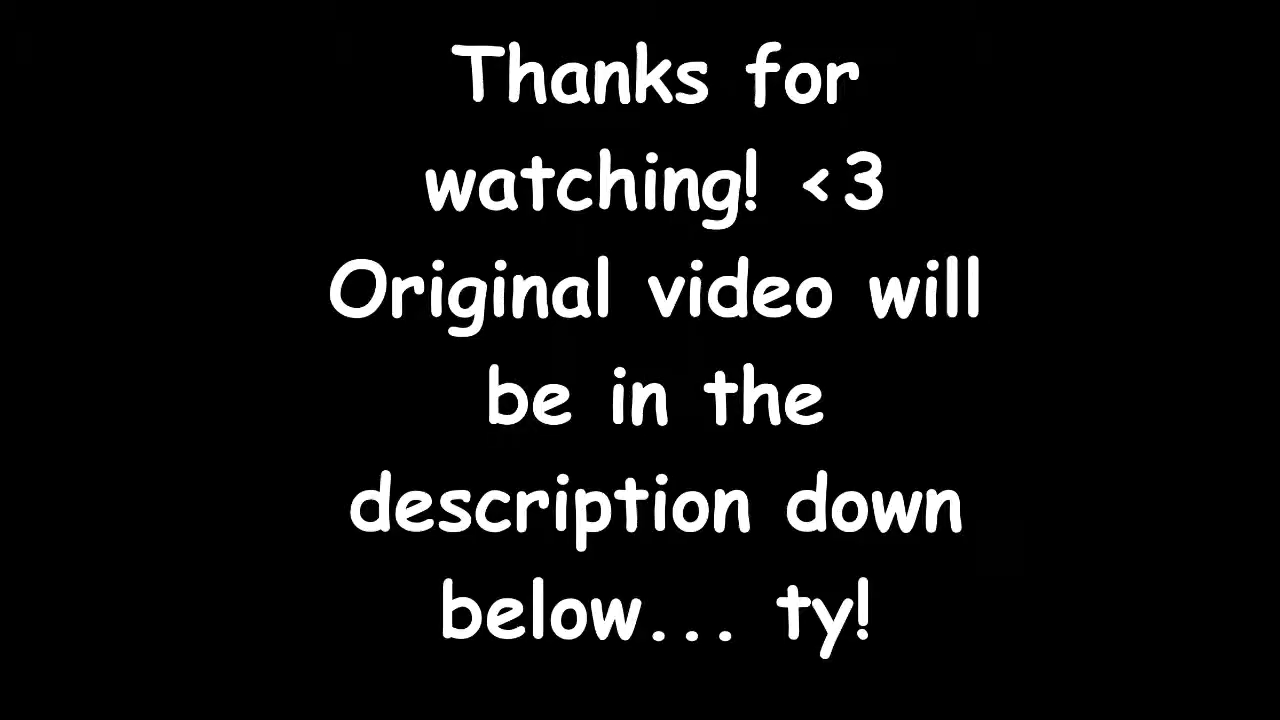 Thanks for
watching! <3
Original video will
be in the
description down
below... ty!